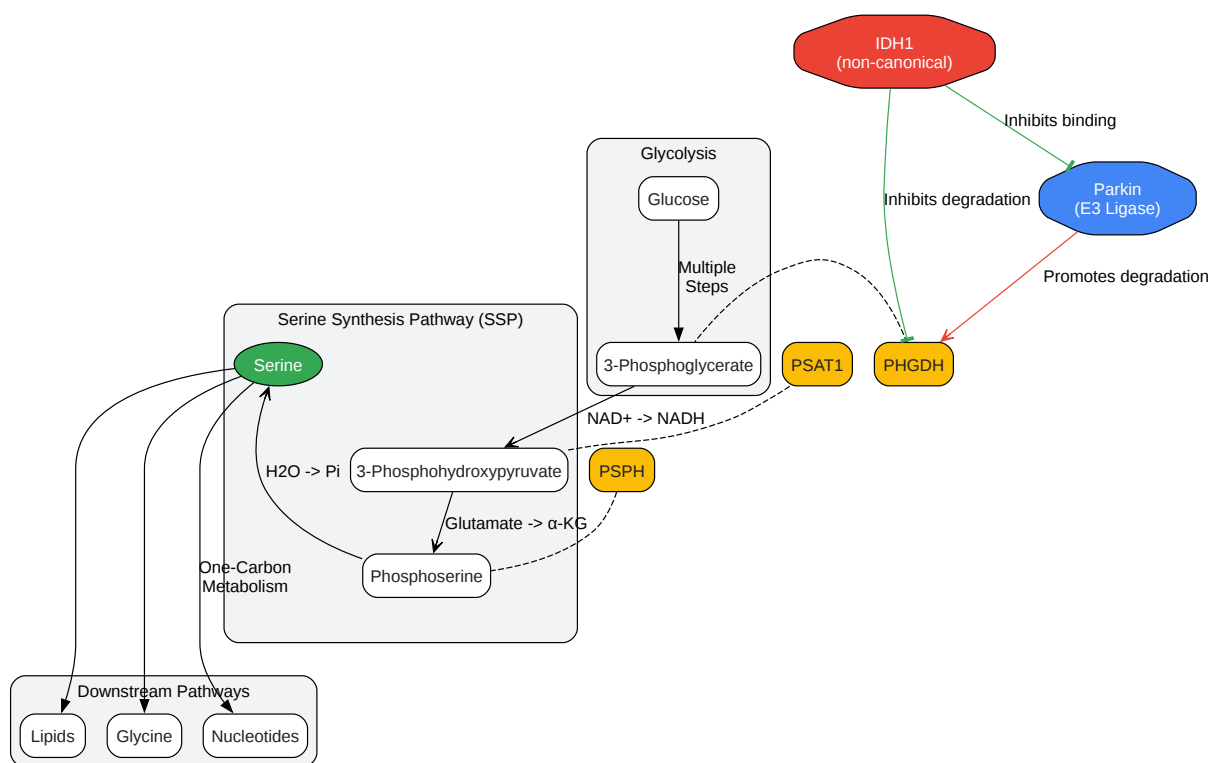 IDH1
(non-canonical)
Inhibits binding
Glycolysis
Glucose
Parkin
(E3 Ligase)
Inhibits degradation
Multiple
Steps
Promotes degradation
Serine Synthesis Pathway (SSP)
Serine
3-Phosphoglycerate
PSAT1
PHGDH
NAD+ -> NADH
H2O -> Pi
3-Phosphohydroxypyruvate
PSPH
Glutamate -> α-KG
One-Carbon
Metabolism
Phosphoserine
Downstream Pathways
Lipids
Glycine
Nucleotides